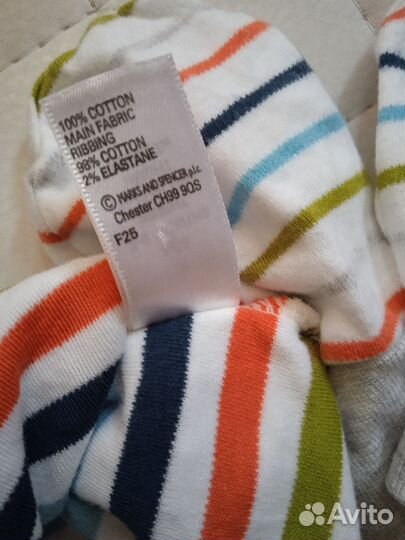 100% COTTON
MAIN FABRIC
RIBBING
98% COTTON
2% ELASTANE
© MARKS AND SPENCER p.l.c.
Chester CH99 9QS
F25
Avito